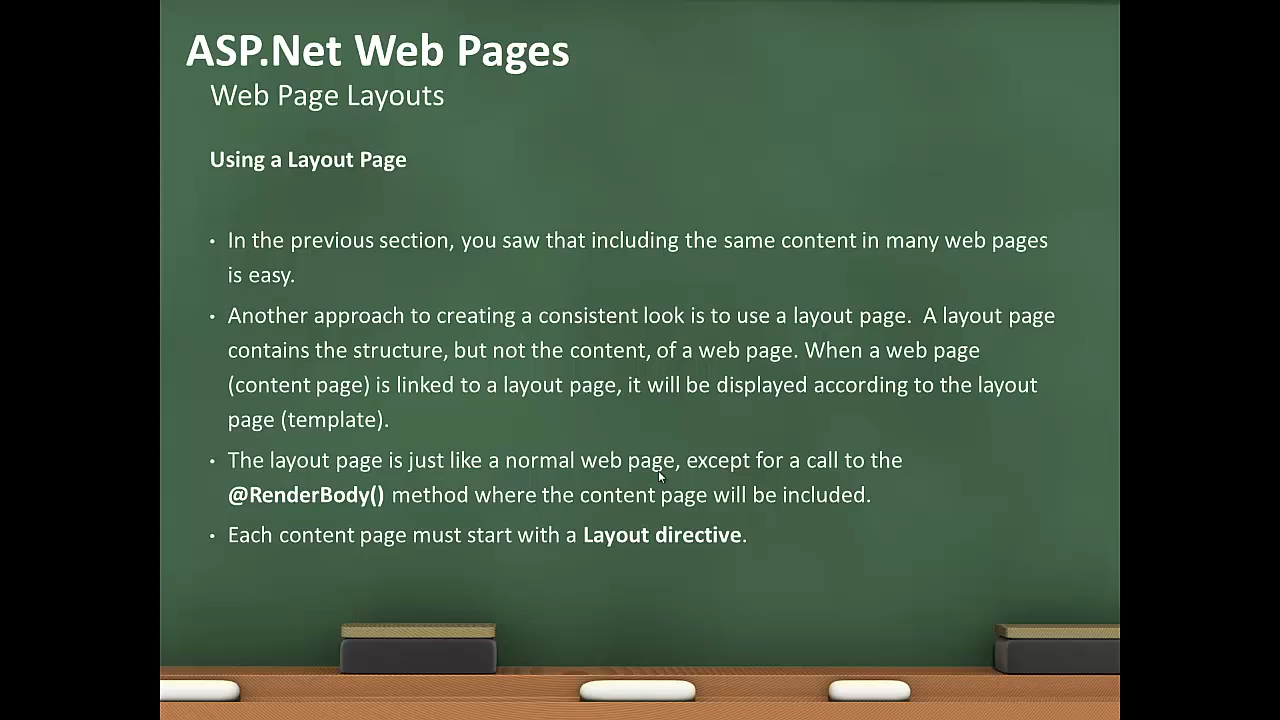 ASP.Net Web Pages
Web Page Layouts
Using a Layout Page
• In the previous section, you saw that including the same content in many web pages
is easy.
• Another approach to creating a consistent look is to use a layout page.  A layout page
contains the structure, but not the content, of a web page. When a web page
(content page) is linked to a layout page, it will be displayed according to the layout
page (template).
• The layout page is just like a normal web page, except for a call to the
@RenderBody() method where the content page will be included.
• Each content page must start with a Layout directive.